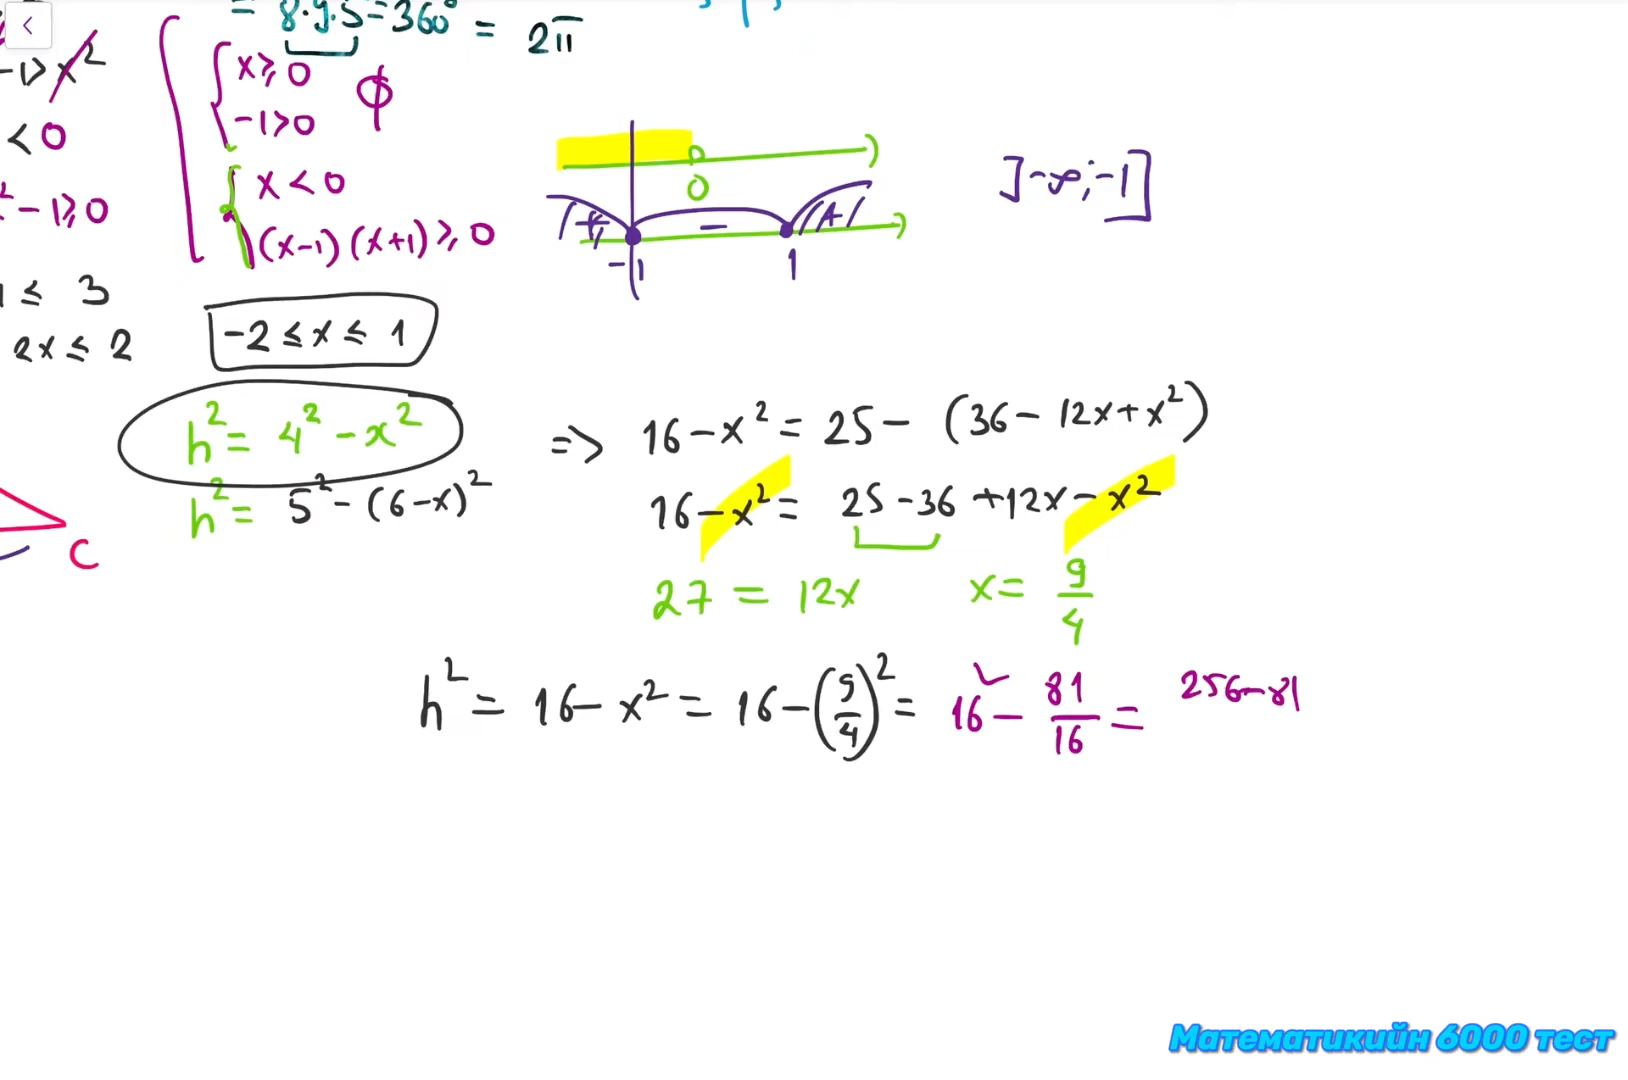 = 8·9·5=360° = 2π
-1>x²
<0
²-1≥0
1 ≤ 3
2x ≤ 2
x≥0
-1>0
ϕ
x<0
(x-1)(x+1)≥0
0
+ - +
-1 1
]-∞;-1]
-2≤x≤1
h²= 4²-x²
h²= 5²-(6-x)²
C
=> 16-x²= 25- (36-12x+x²)
16-x²= 25-36+12x-x²
27 = 12x x= 9/4
h²= 16-x²= 16-(9/4)²= 16- 81/16 = 256-81
Математикийн 6000 тест